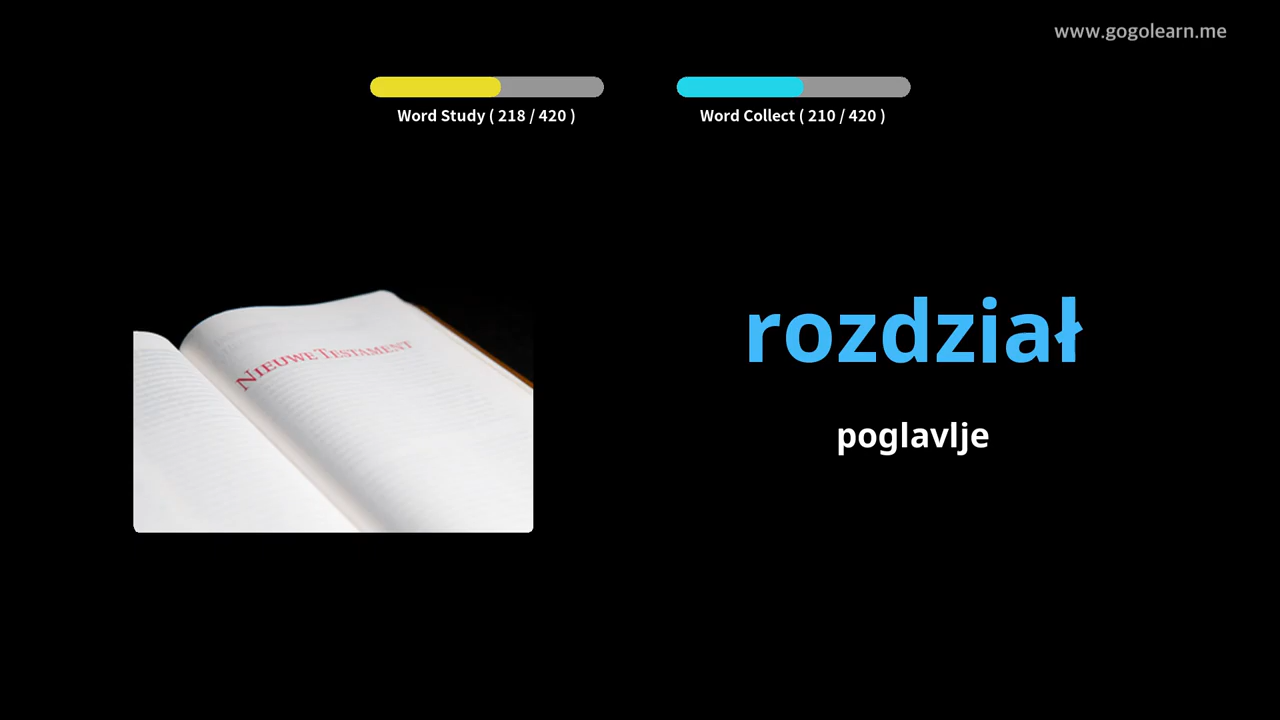 www.gogolearn.me
Word Study ( 218 / 420 )
Word Collect ( 210 / 420 )
NIEUWE TESTAMENT
rozdział
poglavlje